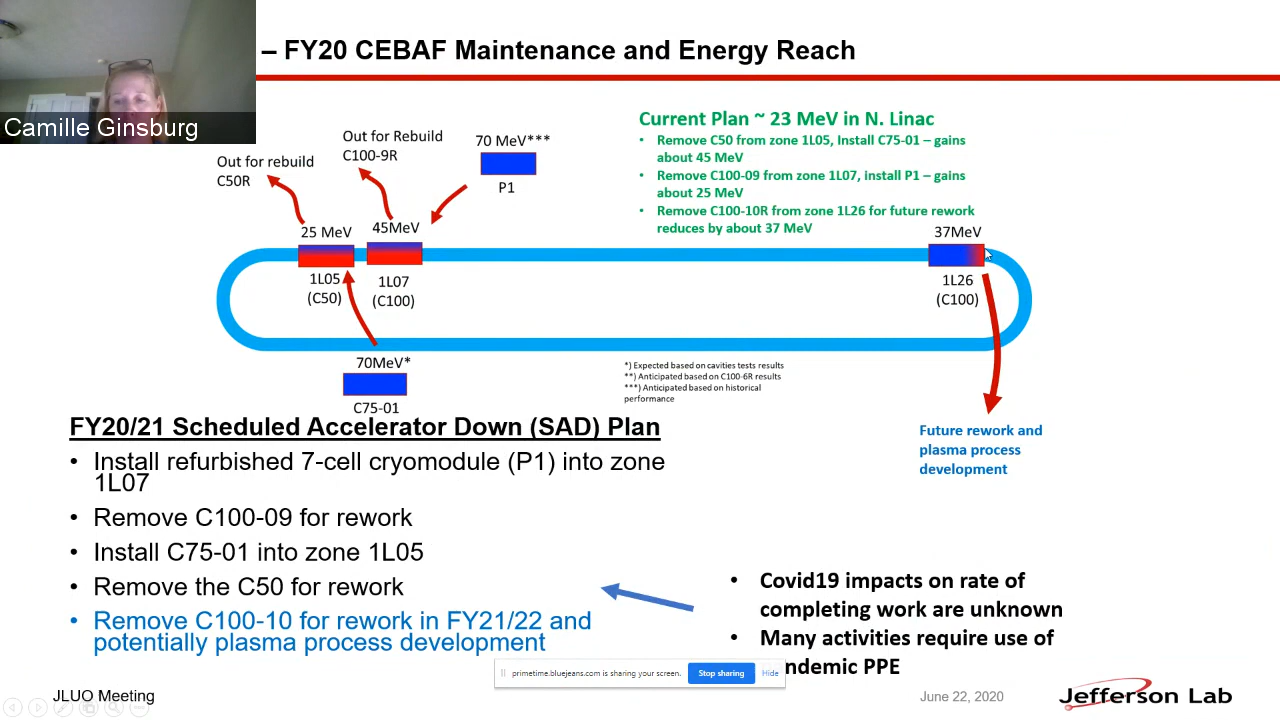 – FY20 CEBAF Maintenance and Energy Reach
Camille Ginsburg
Out for rebuild
C50R
Out for Rebuild
C100-9R
70 MeV***
P1
Current Plan ~ 23 MeV in N. Linac
• Remove C50 from zone 1L05, Install C75-01 – gains
about 45 MeV
• Remove C100-09 from zone 1L07, install P1 – gains
about 25 MeV
• Remove C100-10R from zone 1L26 for future rework
reduces by about 37 MeV
25 MeV
45MeV
37MeV
1L05
(C50)
1L07
(C100)
1L26
(C100)
70MeV*
C75-01
*) Expected based on cavities tests results
**) Anticipated based on C100-6R results
***) Anticipated based on historical
performance
Future rework and
plasma process
development
FY20/21 Scheduled Accelerator Down (SAD) Plan
• Install refurbished 7-cell cryomodule (P1) into zone
1L07
• Remove C100-09 for rework
• Install C75-01 into zone 1L05
• Remove the C50 for rework
• Remove C100-10 for rework in FY21/22 and
potentially plasma process development
• Covid19 impacts on rate of
completing work are unknown
• Many activities require use of
ndemic PPE
primetime.bluejeans.com is sharing your screen.
Stop sharing
Hide
JLUO Meeting
June 22, 2020
Jefferson Lab